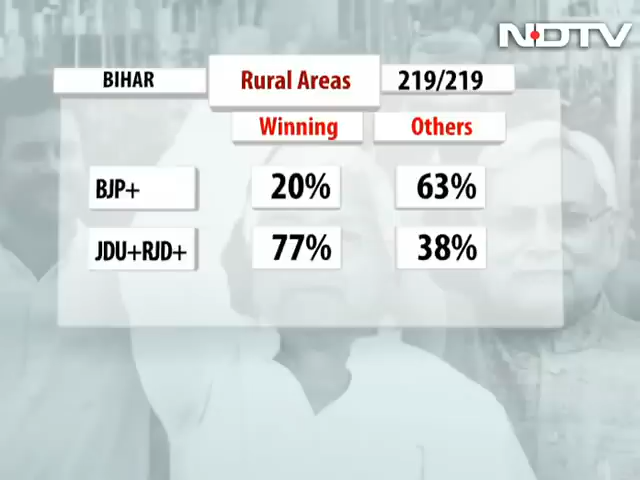 NDTV
BIHAR Rural Areas 219/219
Winning Others
BJP+ 20% 63%
JDU+RJD+ 77% 38%